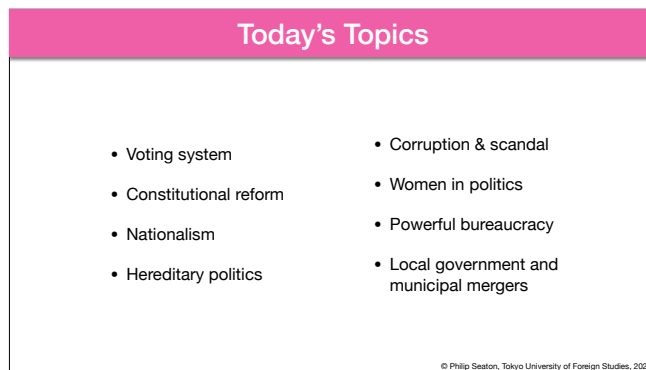 Today's Topics
• Voting system
• Constitutional reform
• Nationalism
• Hereditary politics
• Corruption & scandal
• Women in politics
• Powerful bureaucracy
• Local government and
municipal mergers
© Philip Seaton, Tokyo University of Foreign Studies,